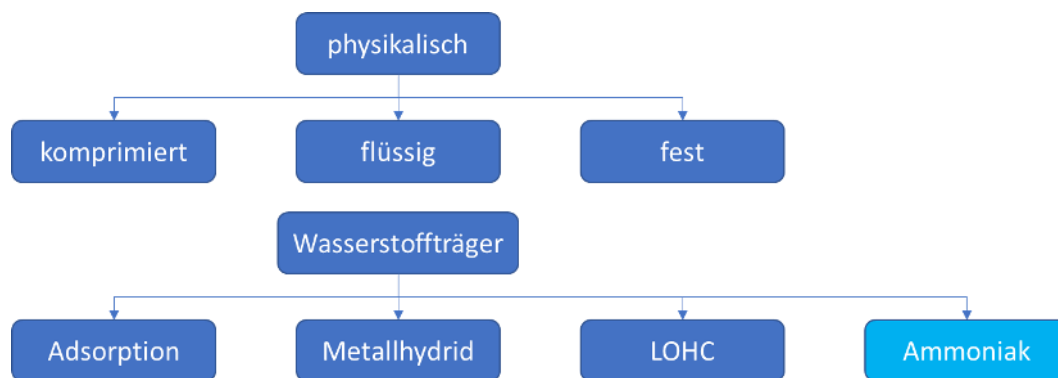 physikalisch
komprimiert
flüssig
fest
Wasserstoffträger
Adsorption
Metallhydrid
LOHC
Ammoniak